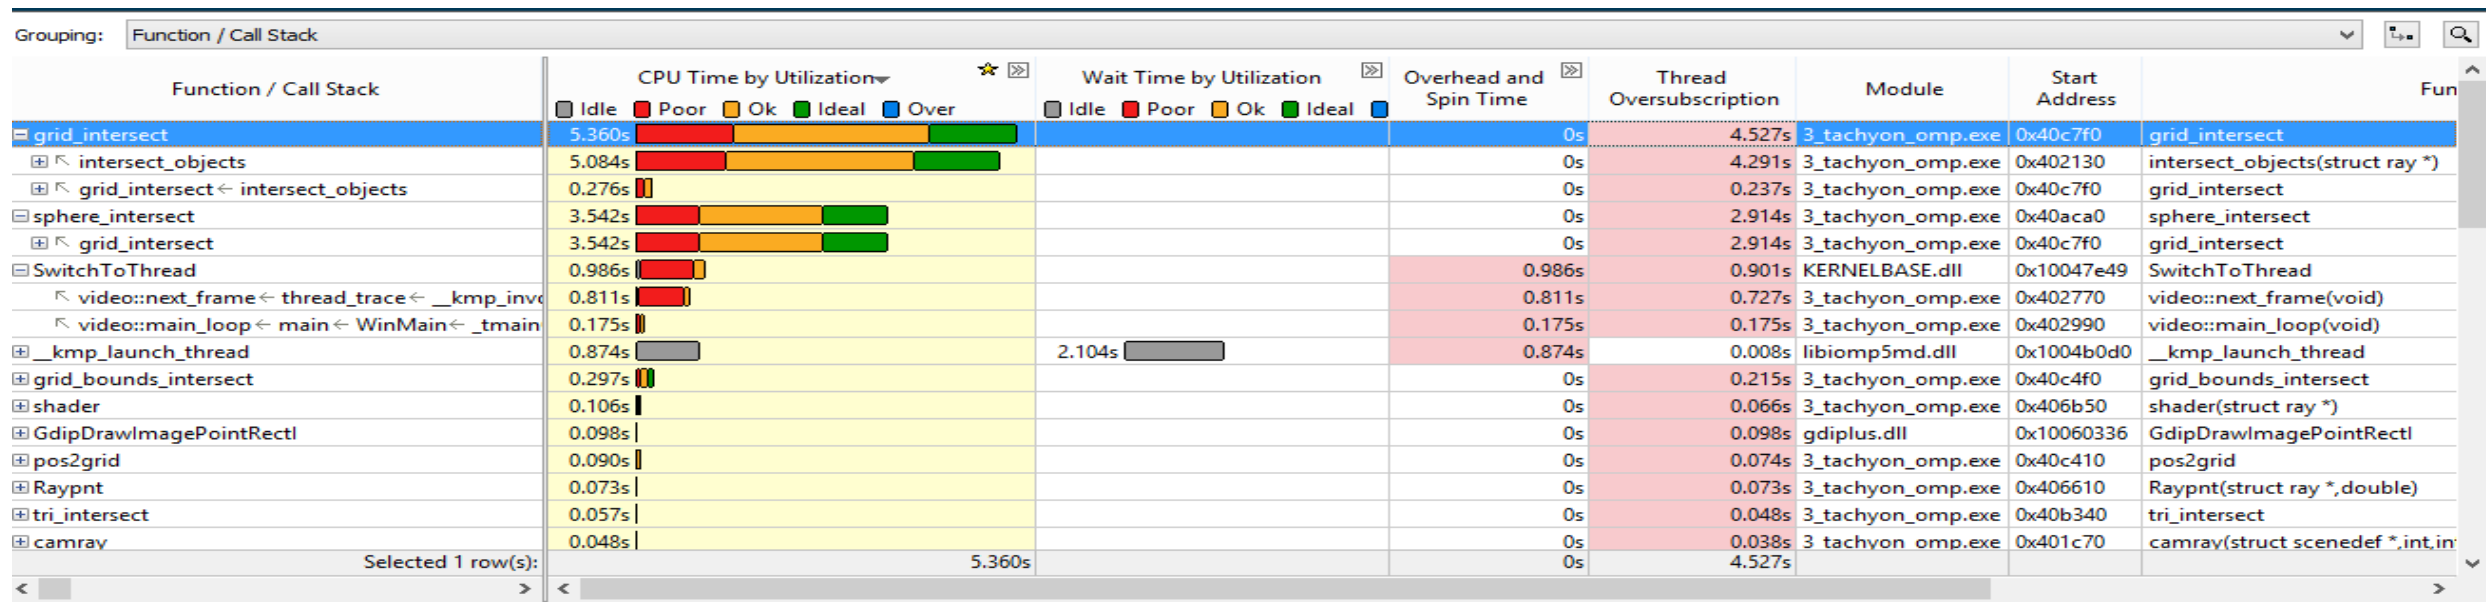 Grouping: Function / Call Stack
Function / Call Stack CPU Time by Utilization Wait Time by Utilization Overhead and Spin Time Thread Oversubscription Module Start Address Fun
Idle Poor Ok Ideal Over Idle Poor Ok Ideal
grid_intersect 5.360s 0s 4.527s 3_tachyon_omp.exe 0x40c7f0 grid_intersect
intersect_objects 5.084s 0s 4.291s 3_tachyon_omp.exe 0x402130 intersect_objects(struct ray *)
grid_intersect ← intersect_objects 0.276s 0s 0.237s 3_tachyon_omp.exe 0x40c7f0 grid_intersect
sphere_intersect 3.542s 0s 2.914s 3_tachyon_omp.exe 0x40aca0 sphere_intersect
grid_intersect 3.542s 0s 2.914s 3_tachyon_omp.exe 0x40c7f0 grid_intersect
SwitchToThread 0.986s 0.986s 0.901s KERNELBASE.dll 0x10047e49 SwitchToThread
video::next_frame ← thread_trace ← __kmp_inv 0.811s 0.811s 0.727s 3_tachyon_omp.exe 0x402770 video::next_frame(void)
video::main_loop ← main ← WinMain ← _tmain 0.175s 0.175s 0.175s 3_tachyon_omp.exe 0x402990 video::main_loop(void)
__kmp_launch_thread 0.874s 2.104s 0.874s 0.008s libiomp5md.dll 0x1004b0d0 __kmp_launch_thread
grid_bounds_intersect 0.297s 0s 0.215s 3_tachyon_omp.exe 0x40c4f0 grid_bounds_intersect
shader 0.106s 0s 0.066s 3_tachyon_omp.exe 0x406b50 shader(struct ray *)
GdipDrawImagePointRectI 0.098s 0s 0.098s gdiplus.dll 0x10060336 GdipDrawImagePointRectI
pos2grid 0.090s 0s 0.074s 3_tachyon_omp.exe 0x40c410 pos2grid
Raypnt 0.073s 0s 0.073s 3_tachyon_omp.exe 0x406610 Raypnt(struct ray *,double)
tri_intersect 0.057s 0s 0.048s 3_tachyon_omp.exe 0x40b340 tri_intersect
camray 0.048s 0s 0.038s 3_tachyon_omp.exe 0x401c70 camray(struct scenedef *,int,in
Selected 1 row(s): 5.360s 0s 4.527s